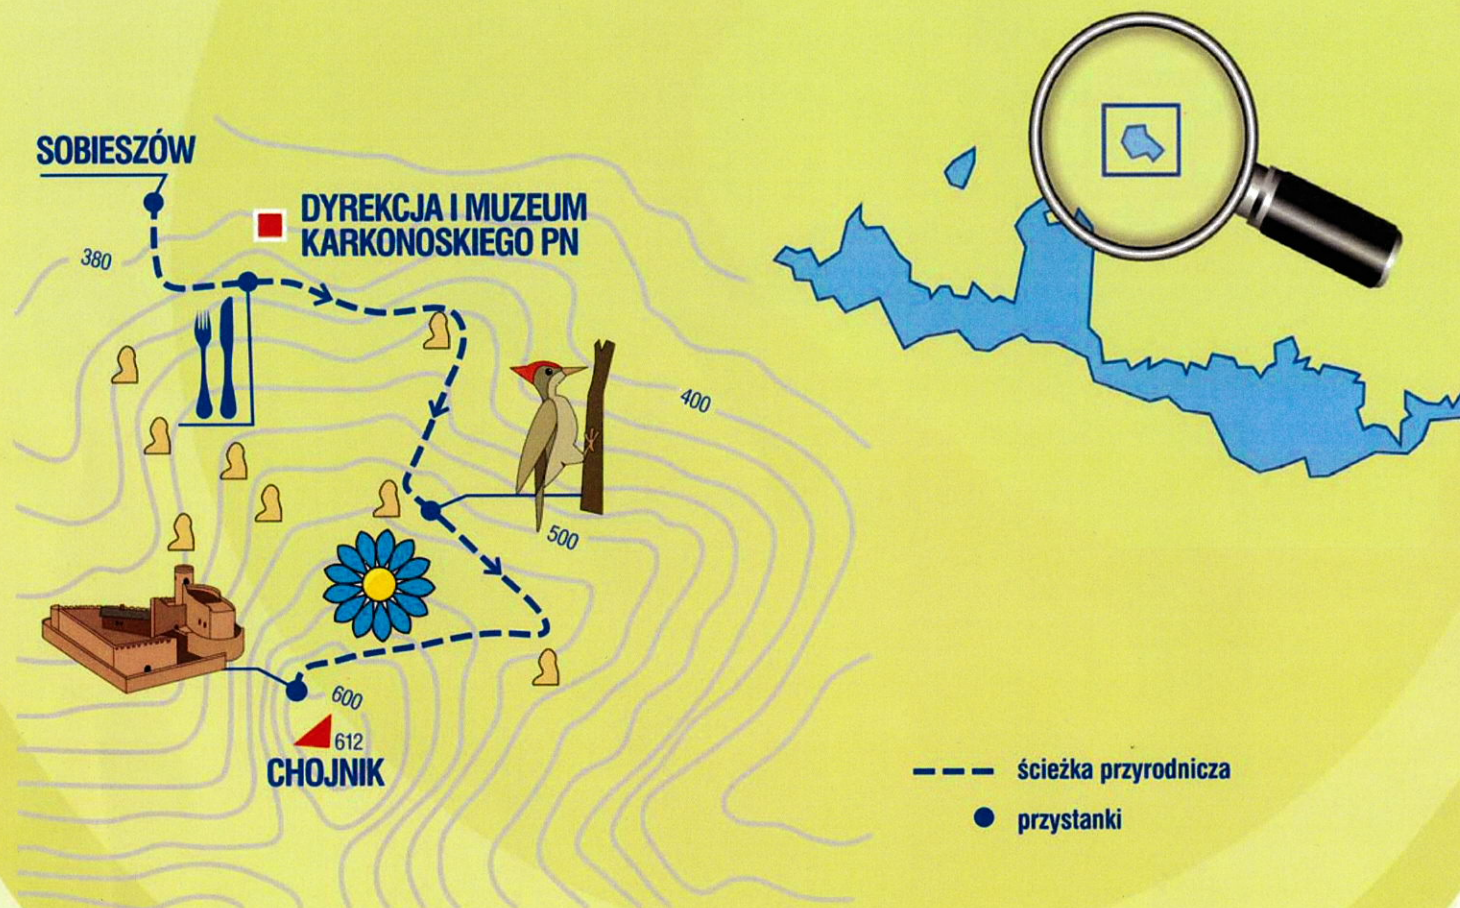 SOBIESZÓW
DYREKCJA I MUZEUM
KARKONOSKIEGO PN
380
400
500
600
612
CHOJNIK
ścieżka przyrodnicza
przystanki